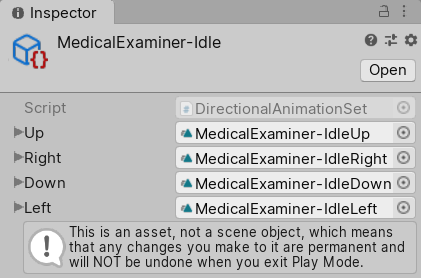 Inspector
MedicalExaminer-Idle
Open
Script DirectionalAnimationSet
Up MedicalExaminer-IdleUp
Right MedicalExaminer-IdleRight
Down MedicalExaminer-IdleDown
Left MedicalExaminer-IdleLeft
This is an asset, not a scene object, which means
that any changes you make to it are permanent and
will NOT be undone when you exit Play Mode.